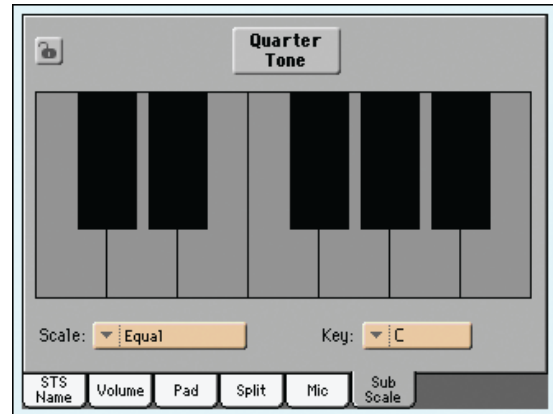 Quarter
Tone
Scale: Equal Key: C
STS
Name
Volume
Pad
Split
Mic
Sub
Scale